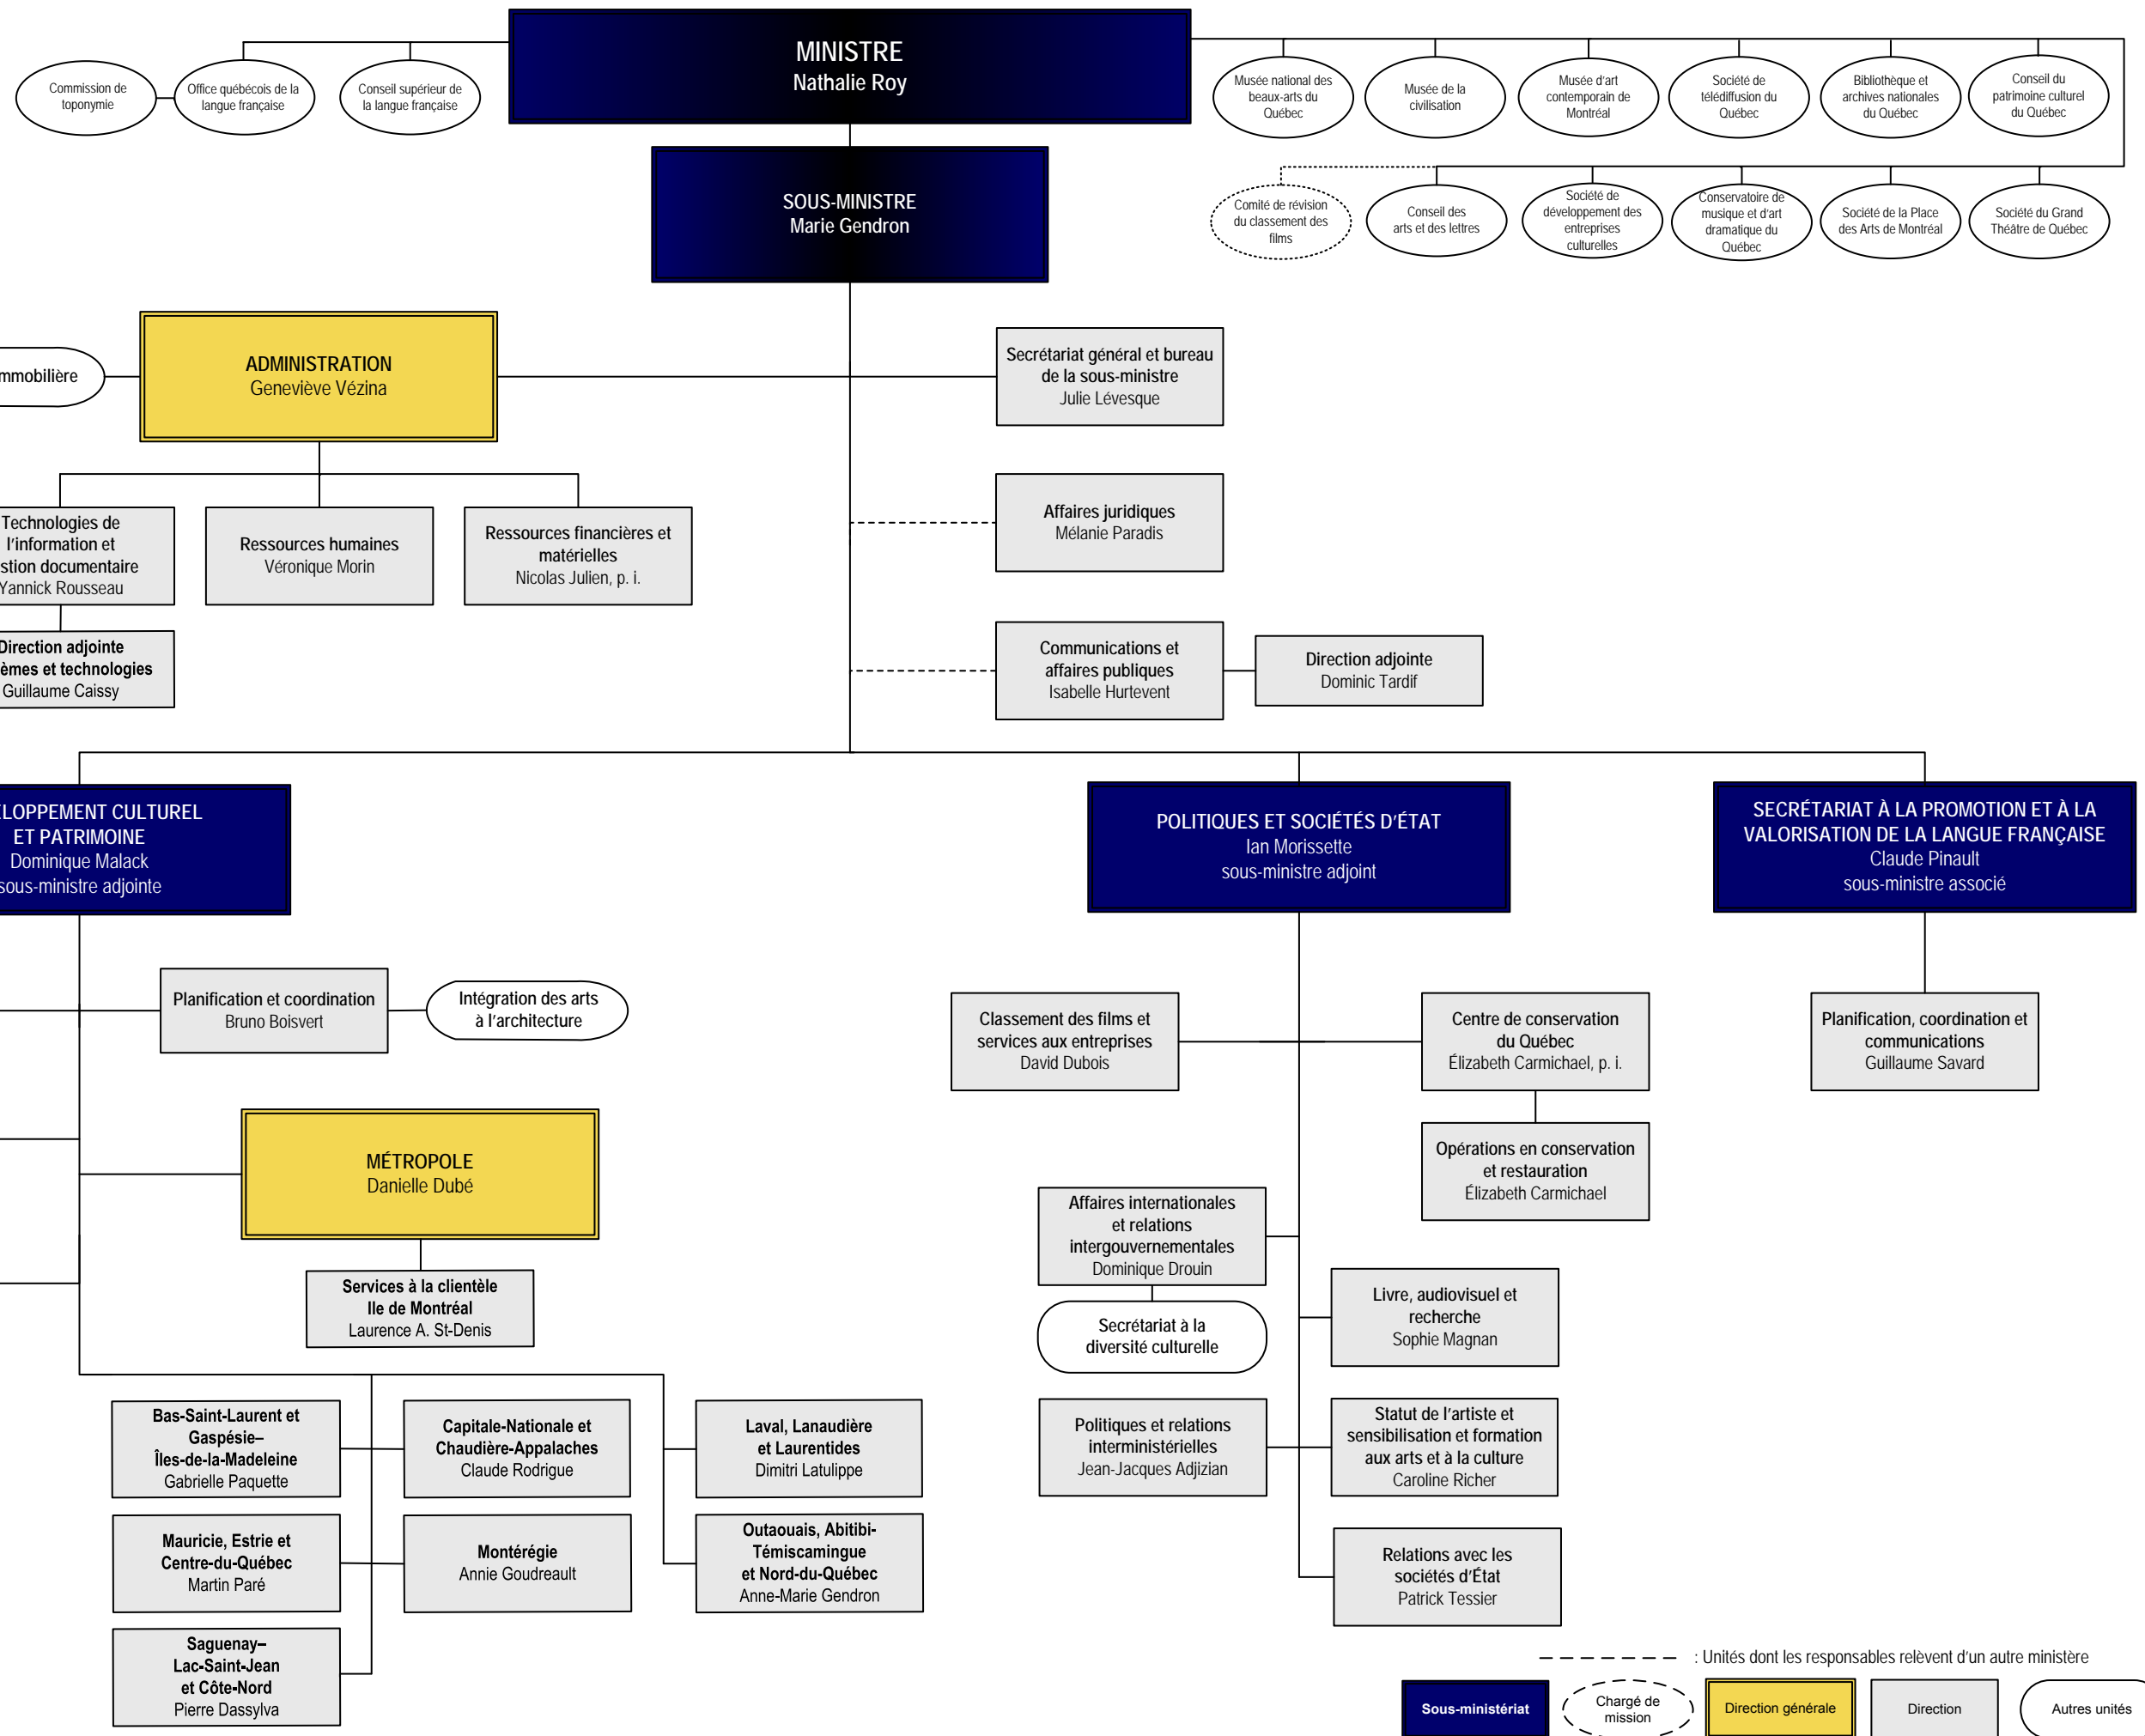 MINISTRE
Nathalie Roy
Commission de
toponymie
Office québécois de la
langue française
Conseil supérieur de
la langue française
Musée national des
beaux-arts du
Québec
Musée de la
civilisation
Musée d'art
contemporain de
Montréal
Société de
télédiffusion du
Québec
Bibliothèque et
archives nationales
du Québec
Conseil du
patrimoine culturel
du Québec
SOUS-MINISTRE
Marie Gendron
Comité de révision
du classement des
films
Conseil des
arts et des lettres
Société de
développement des
entreprises
culturelles
Conservatoire de
musique et d'art
dramatique du
Québec
Société de la Place
des Arts de Montréal
Société du Grand
Théâtre de Québec
mmobilière
ADMINISTRATION
Geneviève Vézina
Secrétariat général et bureau
de la sous-ministre
Julie Lévesque
Technologies de
l'information et
stion documentaire
Yannick Rousseau
Ressources humaines
Véronique Morin
Ressources financières et
matérielles
Nicolas Julien, p. i.
Affaires juridiques
Mélanie Paradis
Direction adjointe
èmes et technologies
Guillaume Caissy
Communications et
affaires publiques
Isabelle Hurtevent
Direction adjointe
Dominic Tardif
ELOPPEMENT CULTUREL
ET PATRIMOINE
Dominique Malack
sous-ministre adjointe
POLITIQUES ET SOCIÉTÉS D'ÉTAT
Ian Morissette
sous-ministre adjoint
SECRÉTARIAT À LA PROMOTION ET À LA
VALORISATION DE LA LANGUE FRANÇAISE
Claude Pinault
sous-ministre associé
Planification et coordination
Bruno Boisvert
Intégration des arts
à l'architecture
Classement des films et
services aux entreprises
David Dubois
Centre de conservation
du Québec
Élizabeth Carmichael, p. i.
Planification, coordination et
communications
Guillaume Savard
MÉTROPOLE
Danielle Dubé
Opérations en conservation
et restauration
Élizabeth Carmichael
Affaires internationales
et relations
intergouvernementales
Dominique Drouin
Services à la clientèle
Ile de Montréal
Laurence A. St-Denis
Secrétariat à la
diversité culturelle
Livre, audiovisuel et
recherche
Sophie Magnan
Bas-Saint-Laurent et
Gaspésie–
Îles-de-la-Madeleine
Gabrielle Paquette
Capitale-Nationale et
Chaudière-Appalaches
Claude Rodrigue
Laval, Lanaudière
et Laurentides
Dimitri Latulippe
Politiques et relations
interministérielles
Jean-Jacques Adjizian
Statut de l'artiste et
sensibilisation et formation
aux arts et à la culture
Caroline Richer
Mauricie, Estrie et
Centre-du-Québec
Martin Paré
Montérégie
Annie Goudreault
Outaouais, Abitibi-
Témiscamingue
et Nord-du-Québec
Anne-Marie Gendron
Relations avec les
sociétés d'État
Patrick Tessier
Saguenay–
Lac-Saint-Jean
et Côte-Nord
Pierre Dassylva
: Unités dont les responsables relèvent d'un autre ministère
Sous-ministériat
Chargé de
mission
Direction générale
Direction
Autres unités